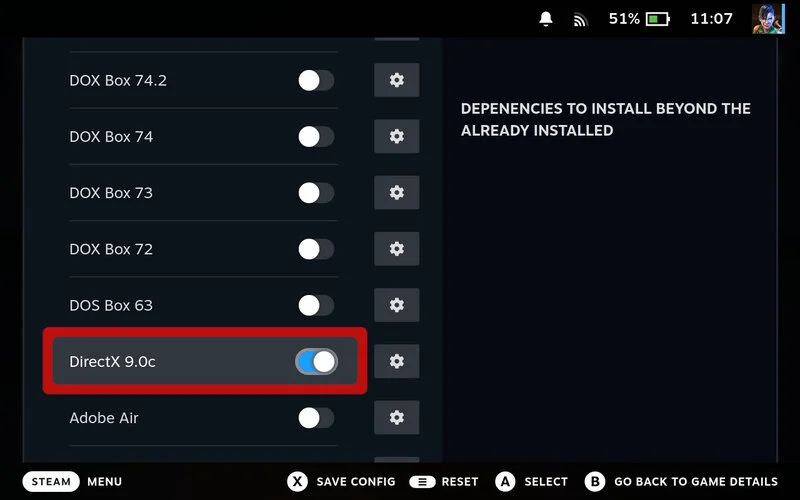 51% 11:07
DOX Box 74.2
DOX Box 74
DOX Box 73
DOX Box 72
DOS Box 63
DirectX 9.0c
Adobe Air
DEPENENCIES TO INSTALL BEYOND THE
ALREADY INSTALLED
STEAM MENU X SAVE CONFIG RESET A SELECT B GO BACK TO GAME DETAILS